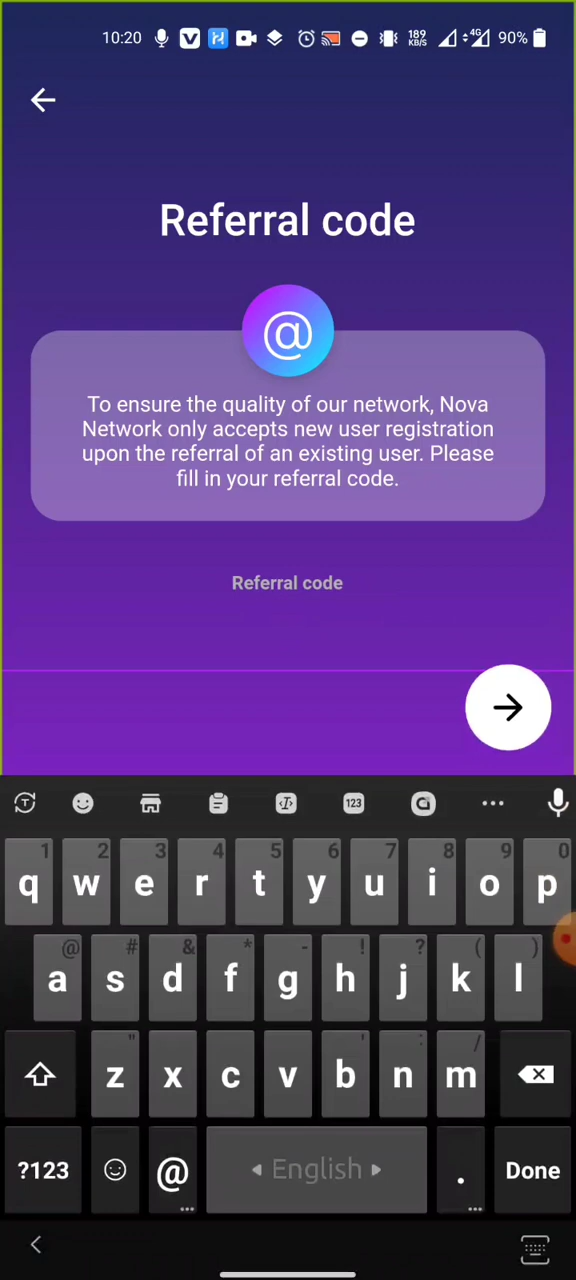 10:20 189 KB/S 4G 90%
Referral code
@
To ensure the quality of our network, Nova
Network only accepts new user registration
upon the referral of an existing user. Please
fill in your referral code.
Referral code
T 123 ...
1 2 3 4 5 6 7 8 9 0
q w e r t y u i o p
@ # & * - ! ? ( )
a s d f g h j k l
" ' : /
z x c v b n m
?123 @ English . Done